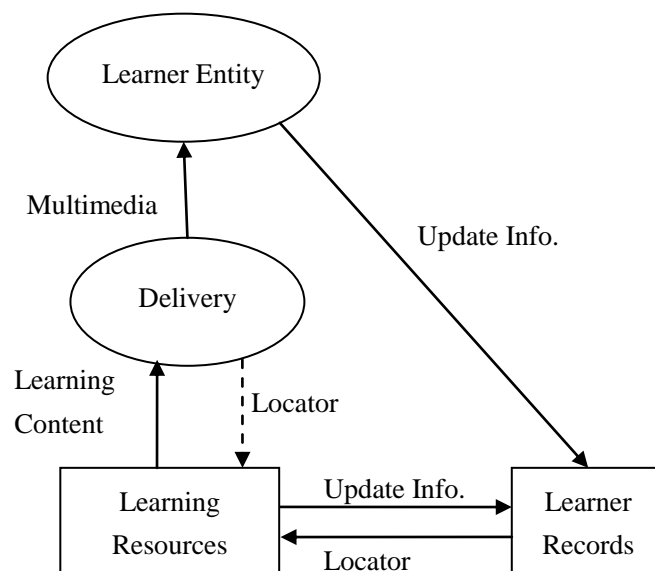 Learner Entity
Multimedia
Update Info.
Delivery
Learning
Content
Locator
Learning
Resources
Update Info.
Locator
Learner
Records